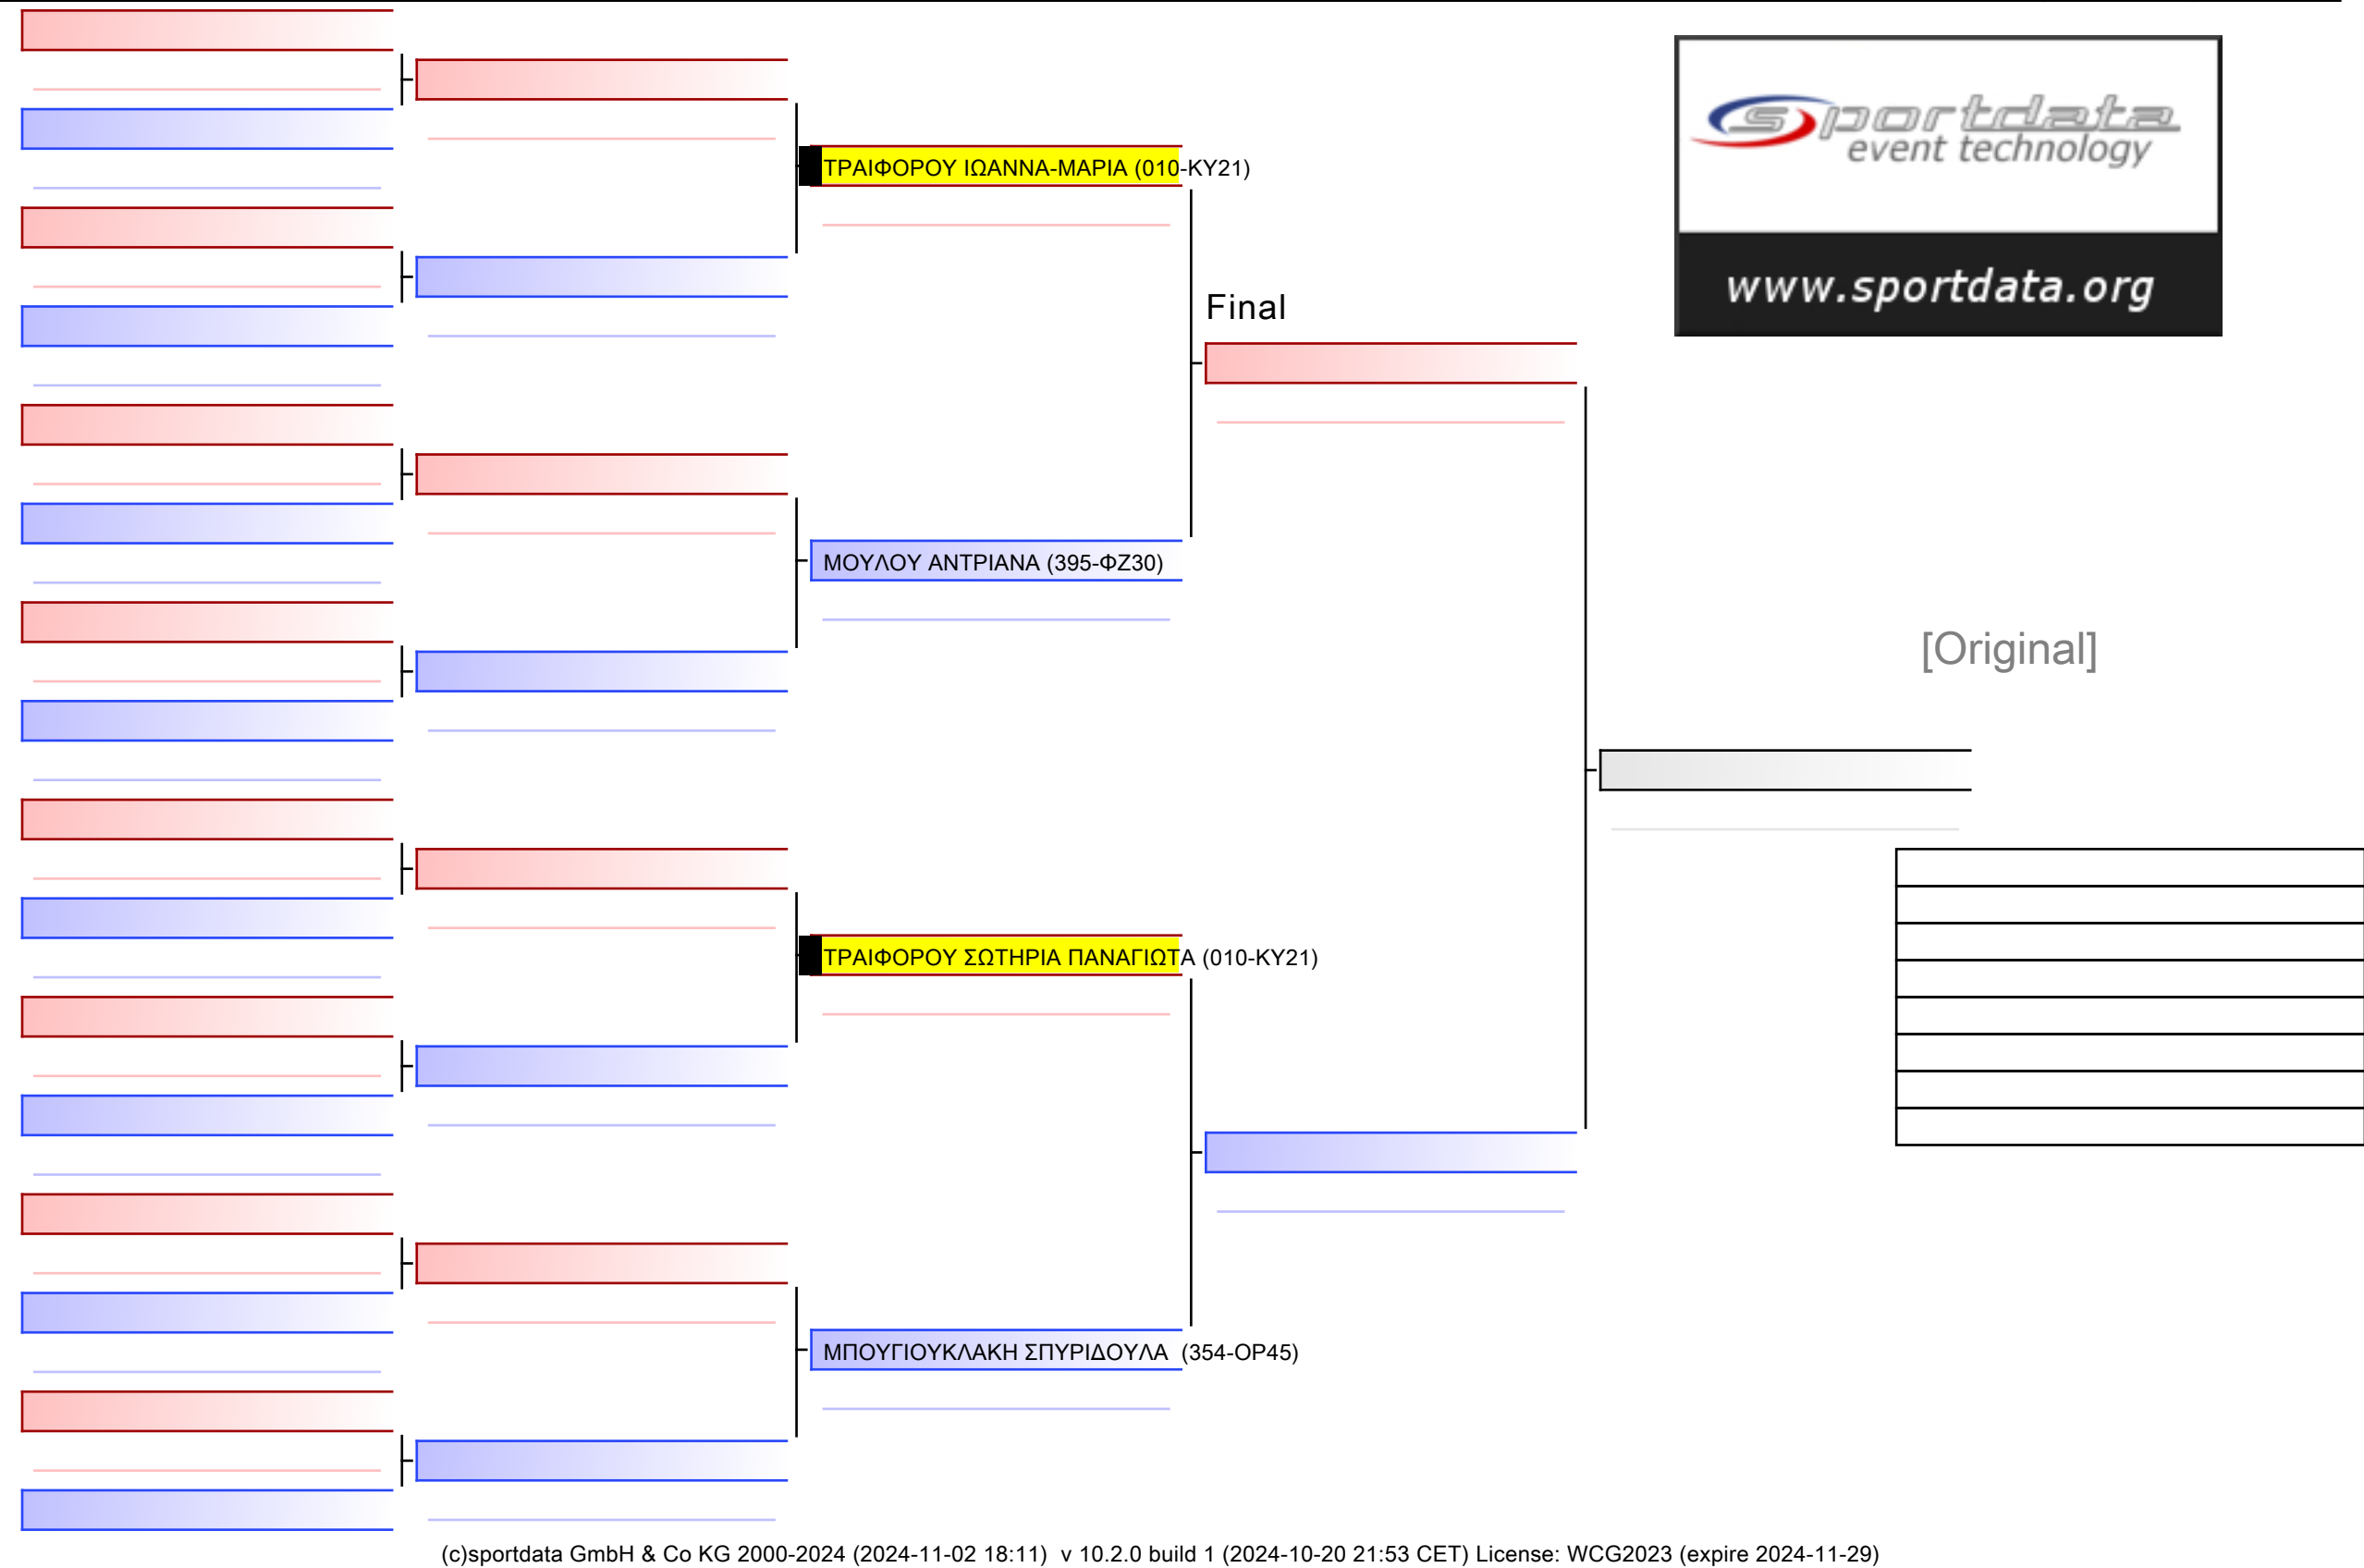 sportdata
event technology
www.sportdata.org
ΤΡΑΙΦΟΡΟΥ ΙΩΑΝΝΑ-ΜΑΡΙΑ (010-ΚΥ21)
Final
ΜΟΥΛΟΥ ΑΝΤΡΙΑΝΑ (395-ΦΖ30)
[Original]
ΤΡΑΙΦΟΡΟΥ ΣΩΤΗΡΙΑ ΠΑΝΑΓΙΩΤΑ (010-ΚΥ21)
ΜΠΟΥΓΙΟΥΚΛΑΚΗ ΣΠΥΡΙΔΟΥΛΑ (354-ΟΡ45)
(c)sportdata GmbH & Co KG 2000-2024 (2024-11-02 18:11) v 10.2.0 build 1 (2024-10-20 21:53 CET) License: WCG2023 (expire 2024-11-29)